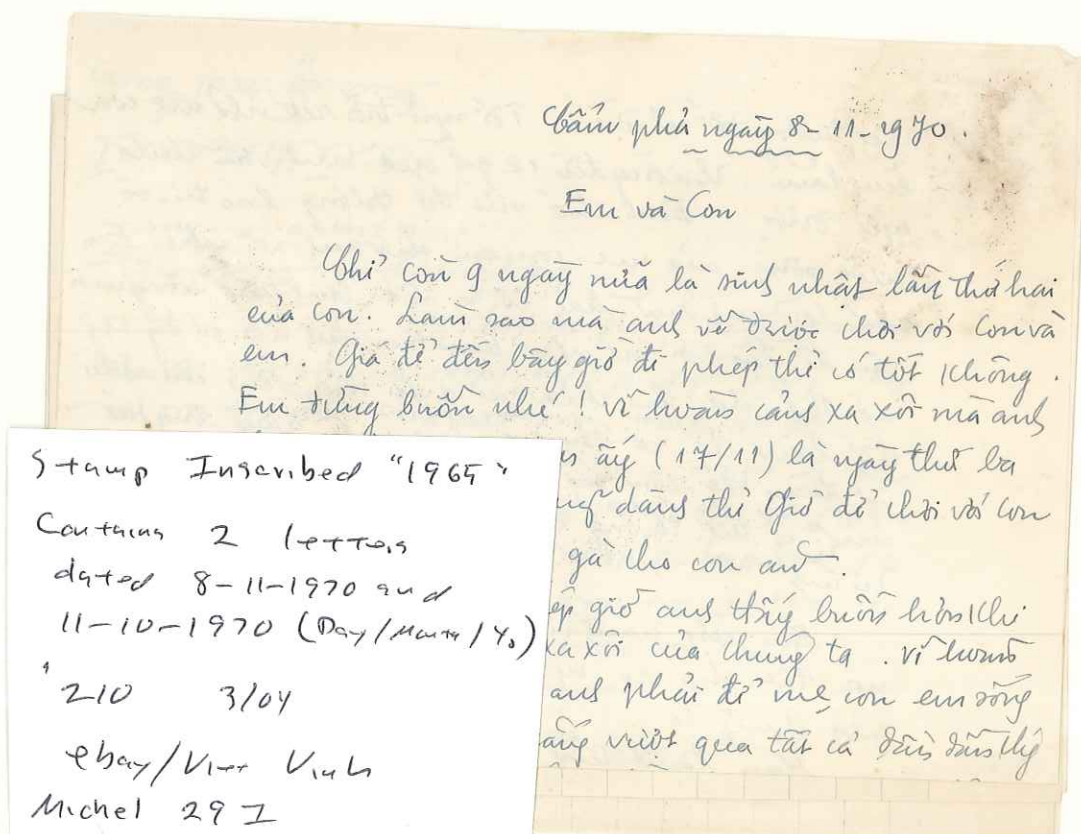 Cẩm phả ngày 8-11-1970.
Em và Con
Chỉ còn 9 ngày nữa là sinh nhật lần thứ hai
của con. Làm sao mà anh về được chơi với Con và
em. Giá để đến bây giờ đi phép thì có tốt không.
Em đừng buồn nhé! vì hoàn cảnh xa xôi mà anh
ấy (17/11) là ngày thứ ba
dành thì Giờ để chơi với con
gà cho con
giờ anh thấy buồn hơn khi
xa xôi của chúng ta. vì hoàn
anh phải để mẹ con em sống
vượt qua tất cả
Stamp Inscribed "1965"
Contains 2 letters
dated 8-11-1970 and
11-10-1970 (Day/Month/Yr)
210 3/04
ebay/Viet Vinh
Michel 29 I